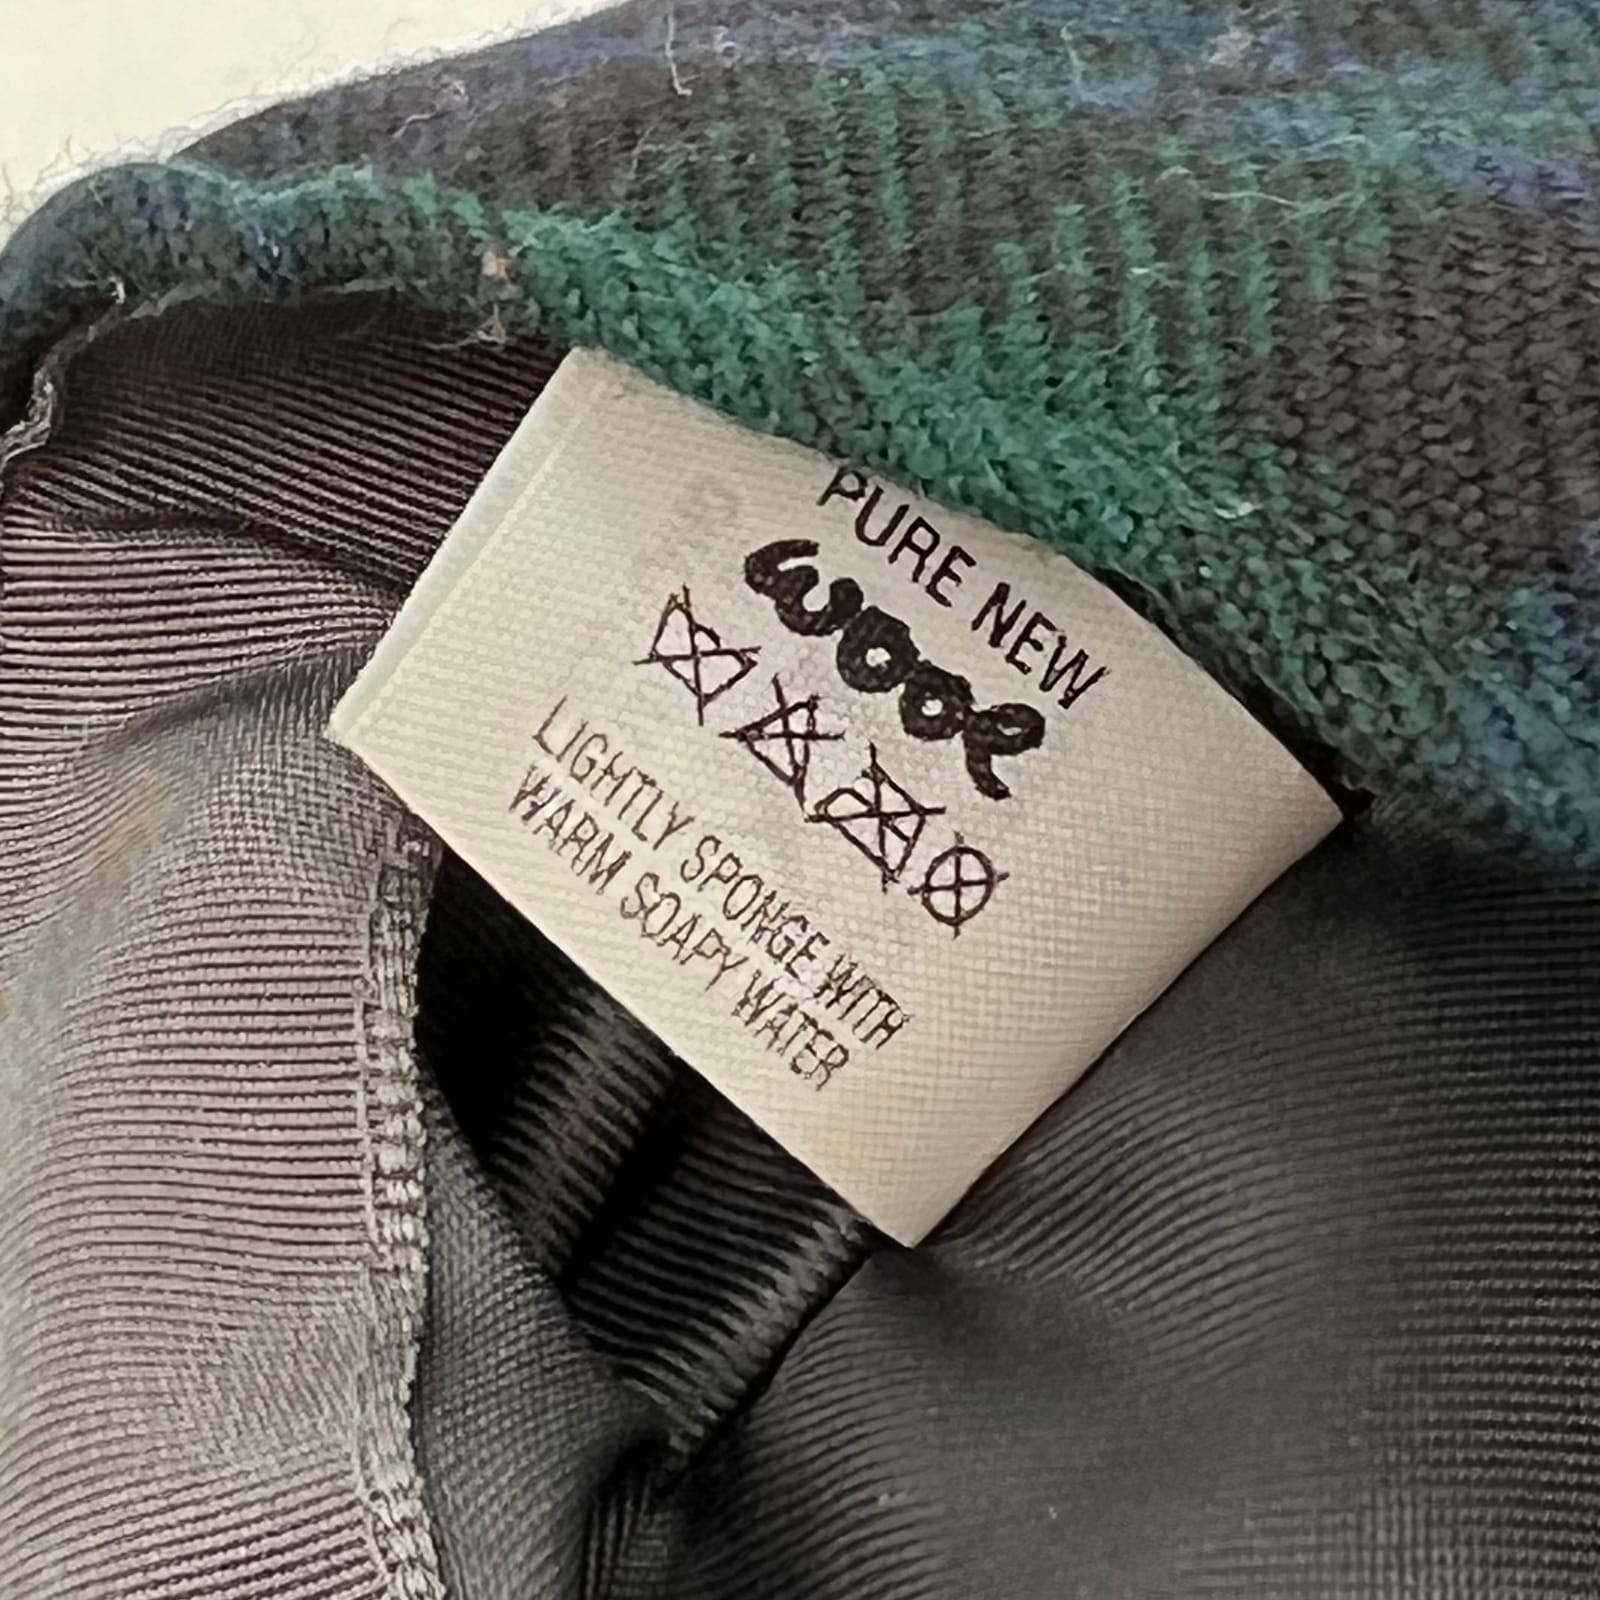 PURE NEW
wool
LIGHTLY SPONGE WITH
WARM SOAPY WATER